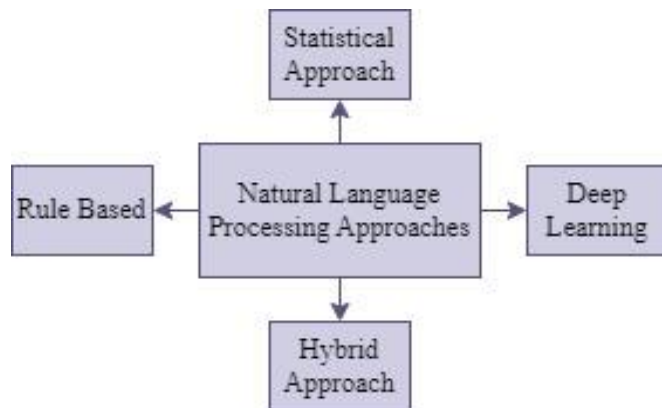 Statistical
Approach
Rule Based
Natural Language
Processing Approaches
Deep
Learning
Hybrid
Approach